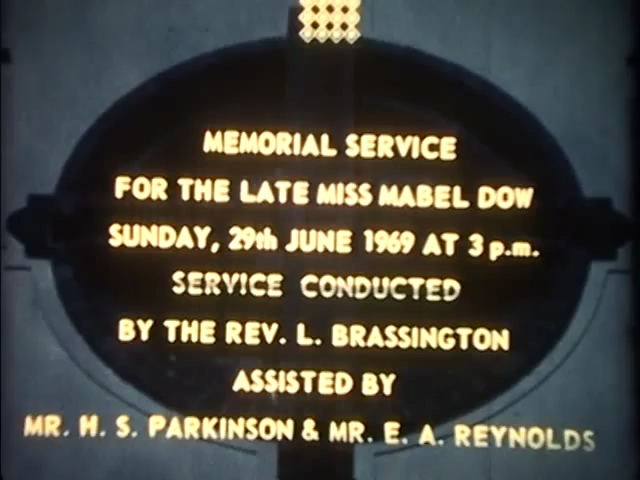 MEMORIAL SERVICE
FOR THE LATE MISS MABEL DOW
SUNDAY, 29th JUNE 1969 AT 3 p.m.
SERVICE CONDUCTED
BY THE REV. L. BRASSINGTON
ASSISTED BY
MR. H. S. PARKINSON & MR. E. A. REYNOLDS